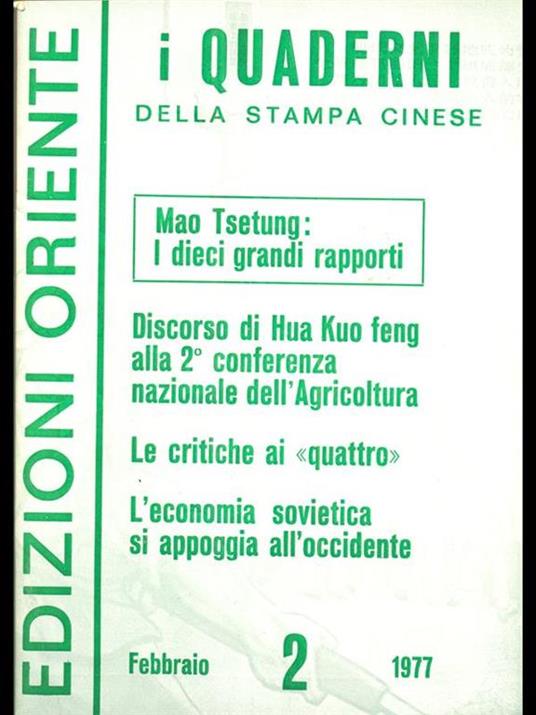 EDIZIONI ORIENTE
i QUADERNI
DELLA STAMPA CINESE
Mao Tsetung:
I dieci grandi rapporti
Discorso di Hua Kuo feng
alla 2° conferenza
nazionale dell'Agricoltura
Le critiche ai «quattro»
L'economia sovietica
si appoggia all'occidente
Febbraio 2 1977